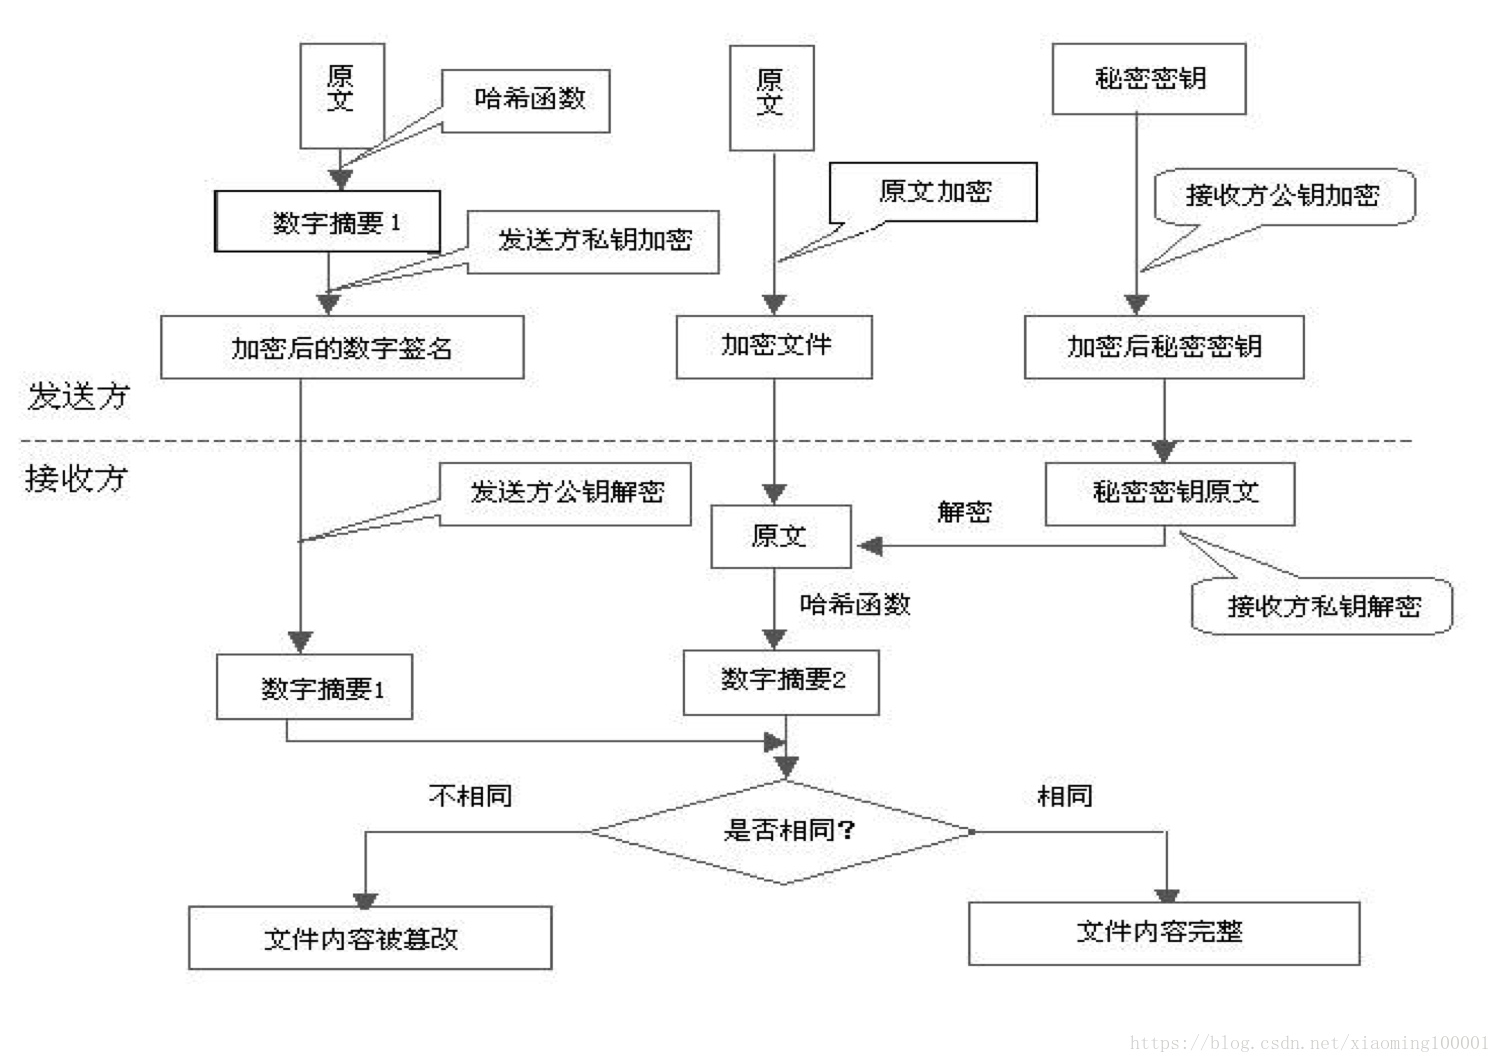 原文
哈希函数
原文
秘密密钥
数字摘要1
发送方私钥加密
原文加密
接收方公钥加密
加密后的数字签名
加密文件
加密后秘密密钥
发送方
接收方
发送方公钥解密
原文
解密
秘密密钥原文
哈希函数
接收方私钥解密
数字摘要1
数字摘要2
不相同
是否相同？
相同
文件内容被篡改
文件内容完整
https://blog.csdn.net/xiaoming100001